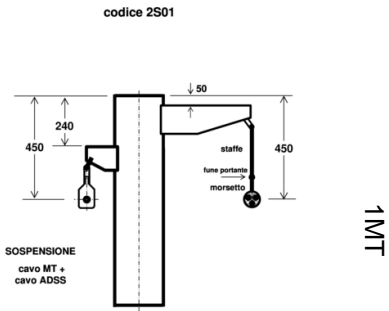 codice 2S01
50
240
450
staffe
450
fune portante
morsetto
SOSPENSIONE
cavo MT +
cavo ADSS
1MT